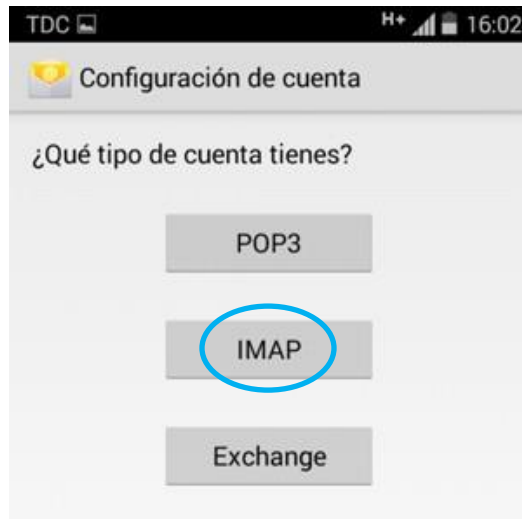 TDC H+ 16:02
Configuración de cuenta
¿Qué tipo de cuenta tienes?
POP3
IMAP
Exchange